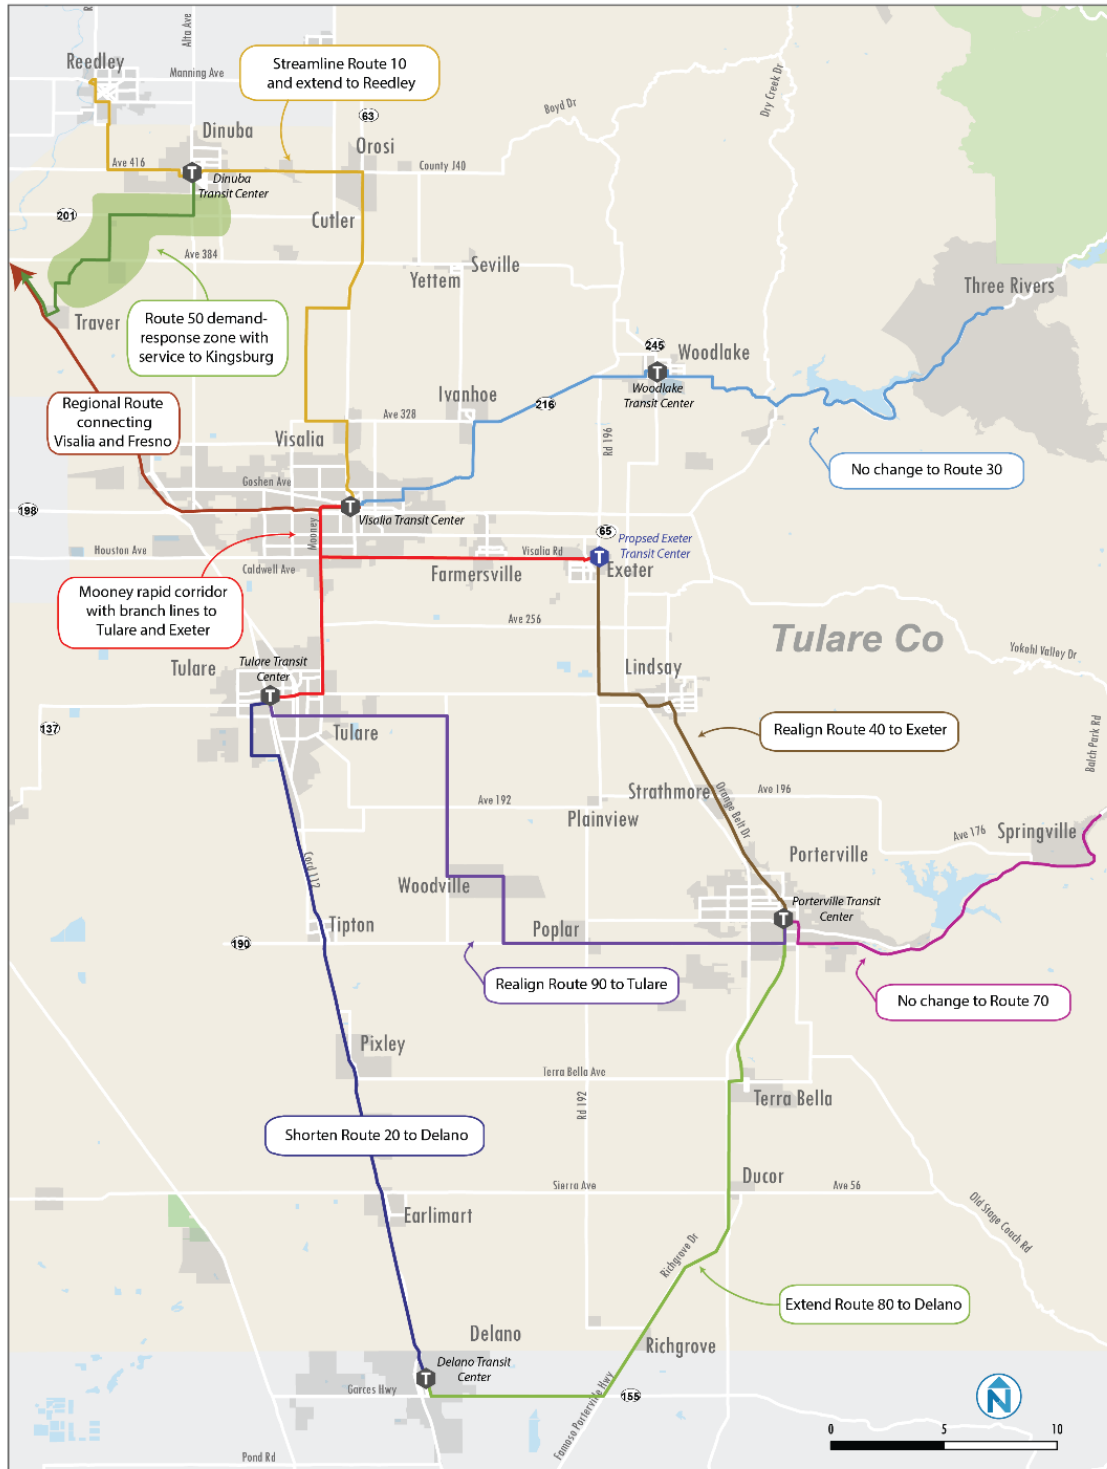 Alta Ave
Reedley
Manning Ave
Streamline Route 10
and extend to Reedley
63
Boyd Dr
Dry Creek Dr
Dinuba
Orosi
Ave 416
County J40
Dinuba
Transit Center
201
Cutler
Ave 384
Seville
Yettem
Three Rivers
Traver
Route 50 demand-
response zone with
service to Kingsburg
245
Woodlake
Woodlake
Transit Center
Regional Route
connecting
Visalia and Fresno
Ivanhoe
216
Ave 328
Visalia
Rd 196
No change to Route 30
Goshen Ave
198
Visalia Transit Center
Mooney
65
Propsed Exeter
Transit Center
Houston Ave
Visalia Rd
Caldwell Ave
Farmersville
Exeter
Mooney rapid corridor
with branch lines to
Tulare and Exeter
Ave 256
Tulare Co
Yokohl Valley Dr
Tulare
Tulare Transit
Center
Lindsay
137
Tulare
Realign Route 40 to Exeter
Balch Park Rd
Strathmore
Orange Belt Dr
Ave 196
Ave 192
Plainview
Ave 176
Springville
Cord 112
Porterville
Woodville
Porterville Transit
Center
Tipton
Poplar
190
Realign Route 90 to Tulare
No change to Route 70
Pixley
Terra Bella Ave
Rd 192
Terra Bella
Shorten Route 20 to Delano
Ducor
Sierra Ave
Ave 56
Earlimart
Old Stage Coach Rd
Richgrove Dr
Extend Route 80 to Delano
Delano
Richgrove
Delano Transit
Center
Garces Hwy
155
Famoso Porterville Hwy
N
0 5 10
Pond Rd
T
T
T
T
T
T
T